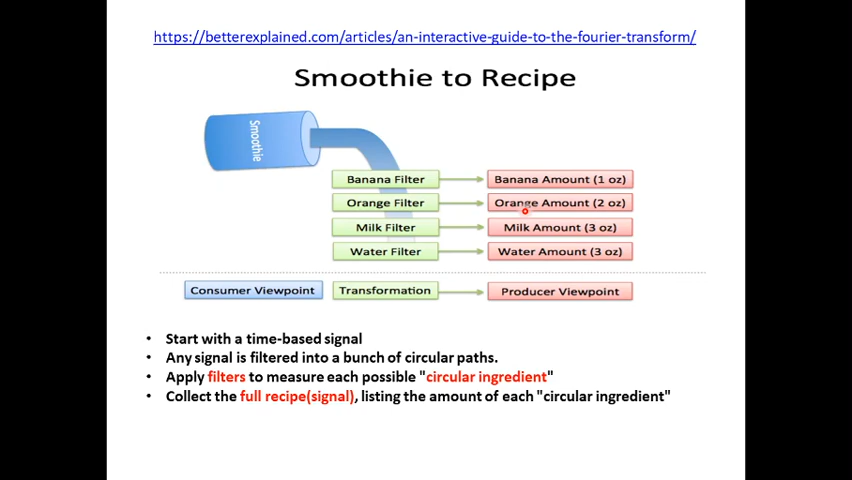 https://betterexplained.com/articles/an-interactive-guide-to-the-fourier-transform/
Smoothie to Recipe
Smoothie
Banana Filter Banana Amount (1 oz)
Orange Filter Orange Amount (2 oz)
Milk Filter Milk Amount (3 oz)
Water Filter Water Amount (3 oz)
Consumer Viewpoint Transformation Producer Viewpoint
• Start with a time-based signal
• Any signal is filtered into a bunch of circular paths.
• Apply filters to measure each possible "circular ingredient"
• Collect the full recipe(signal), listing the amount of each "circular ingredient"